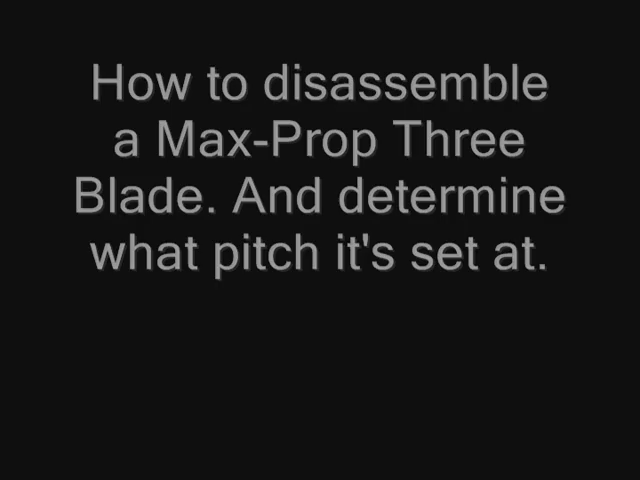 How to disassemble
a Max-Prop Three
Blade. And determine
what pitch it's set at.